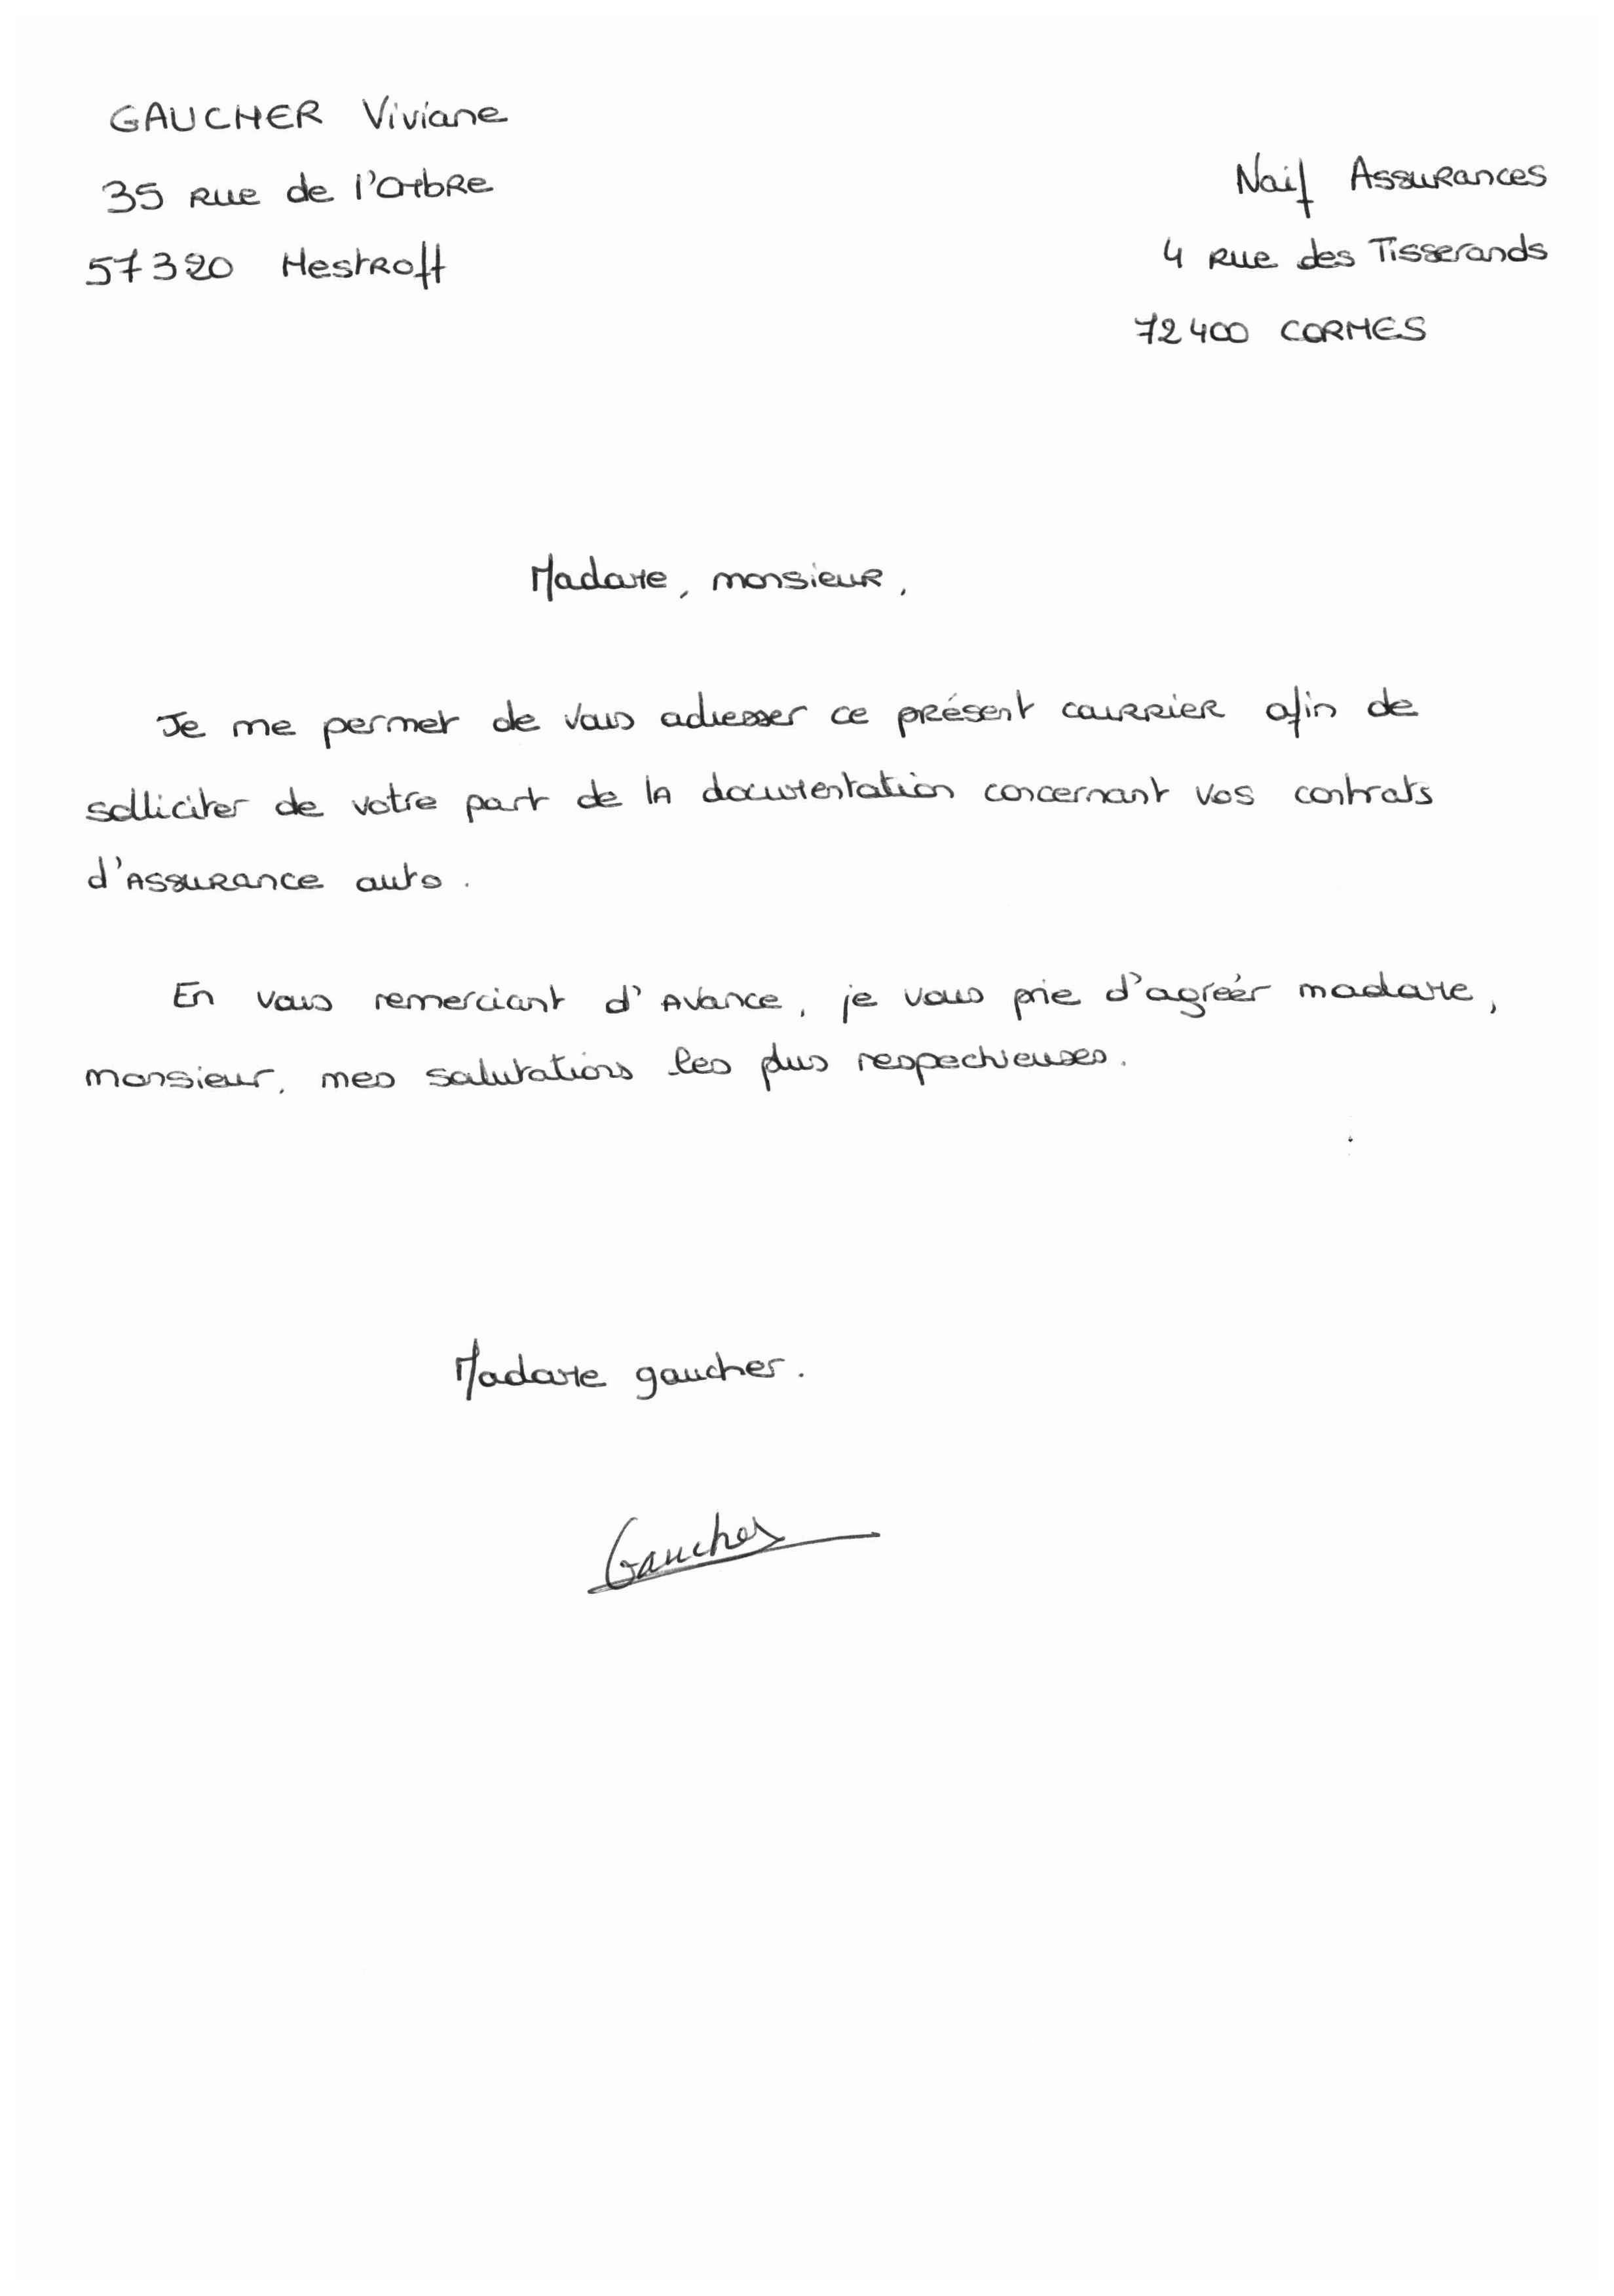 GAUCHER Viviane
35 Rue de l'Orbre
57320 Hestroff
Naif Assurances
4 Rue des Tisserands
72400 CORMES
Madame, monsieur,
Je me permet de vous adresser ce présent courrier afin de
solliciter de votre part de la documentation concernant vos contrats
d'Assurance auto.
En vous remerciant d'Avance, je vous prie d'agréer madame,
monsieur, mes salutations les plus respectueuses.
Madame gaucher.
Gaucher